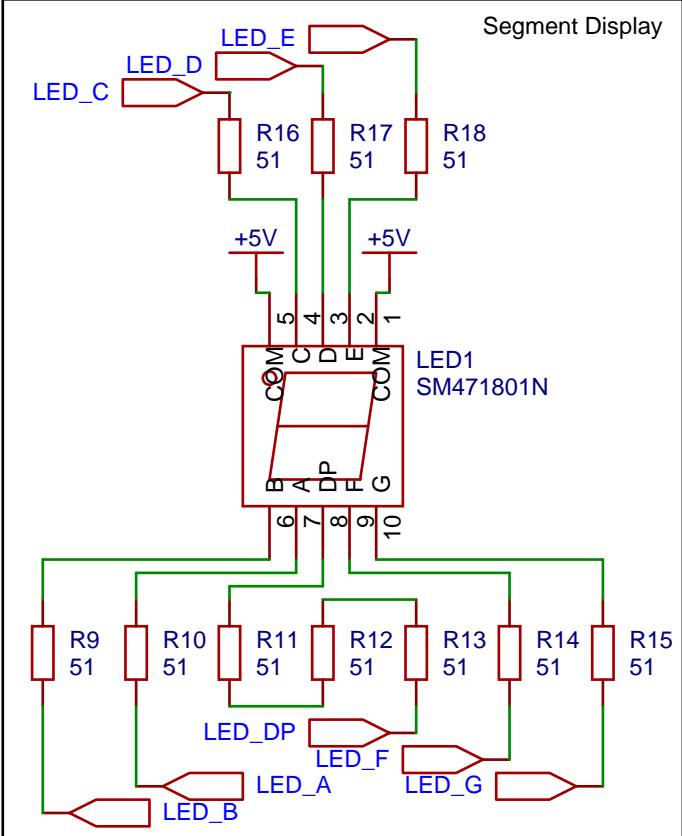 Segment Display
LED_E
LED_D
LED_C
R16
51
R17
51
R18
51
+5V
+5V
5
4
3
2
1
COM
C
D
E
COM
LED1
SM471801N
B
A
DP
F
G
6
7
8
9
10
R9
51
R10
51
R11
51
R12
51
R13
51
R14
51
R15
51
LED_DP
LED_F
LED_G
LED_A
LED_B